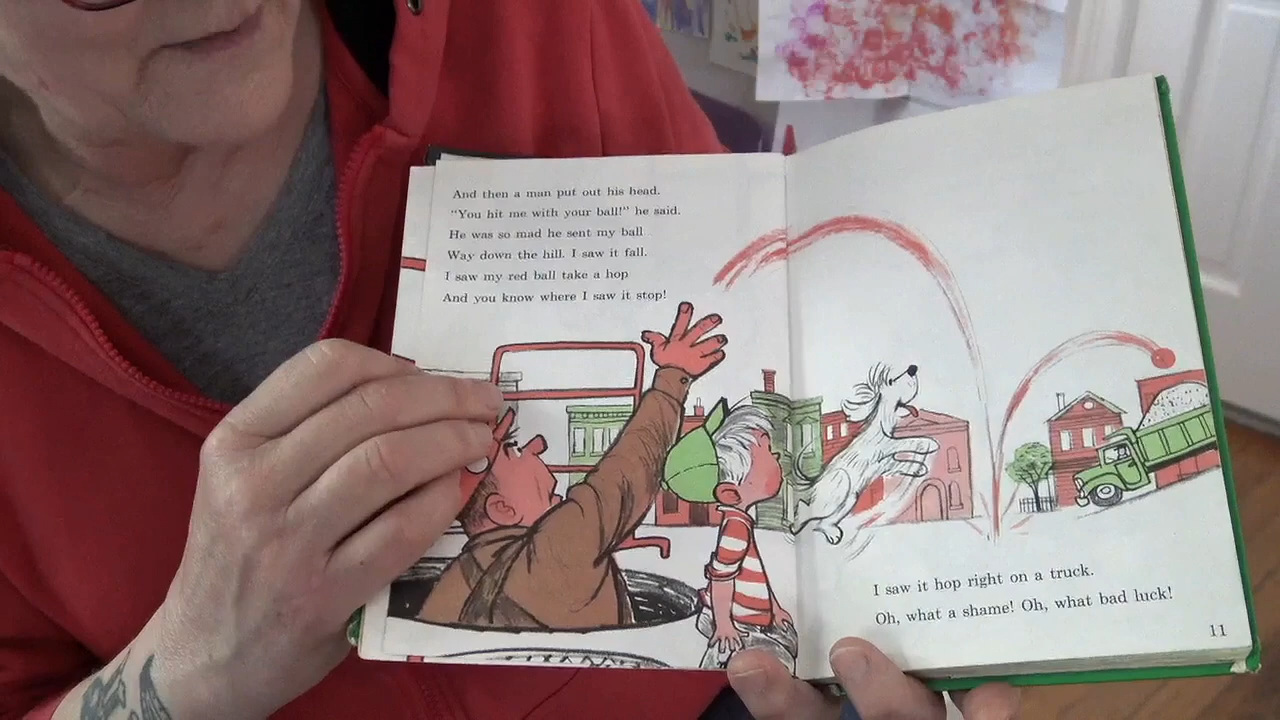 And then a man put out his head.
"You hit me with your ball!" he said.
He was so mad he sent my ball
Way down the hill. I saw it fall.
I saw my red ball take a hop
And you know where I saw it stop!
I saw it hop right on a truck.
Oh, what a shame! Oh, what bad luck!
11